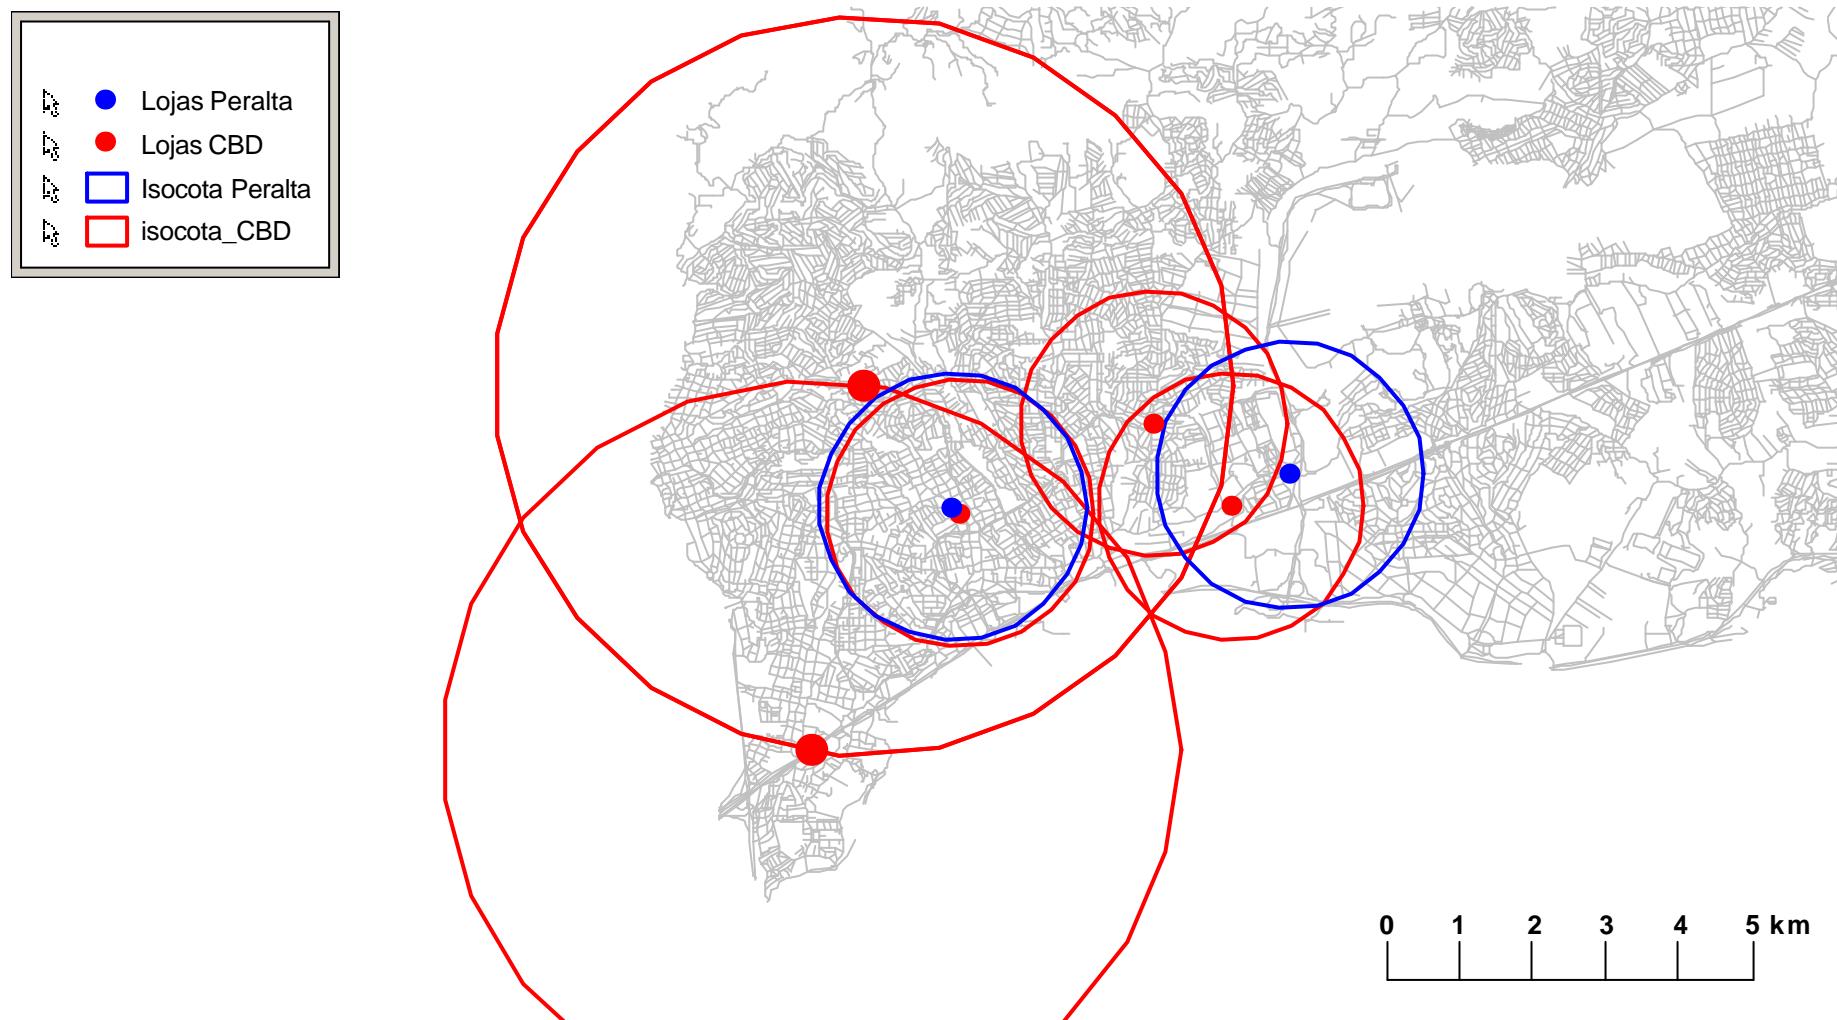 Lojas Peralta
Lojas CBD
Isocota Peralta
isocota_CBD
0 1 2 3 4 5 km